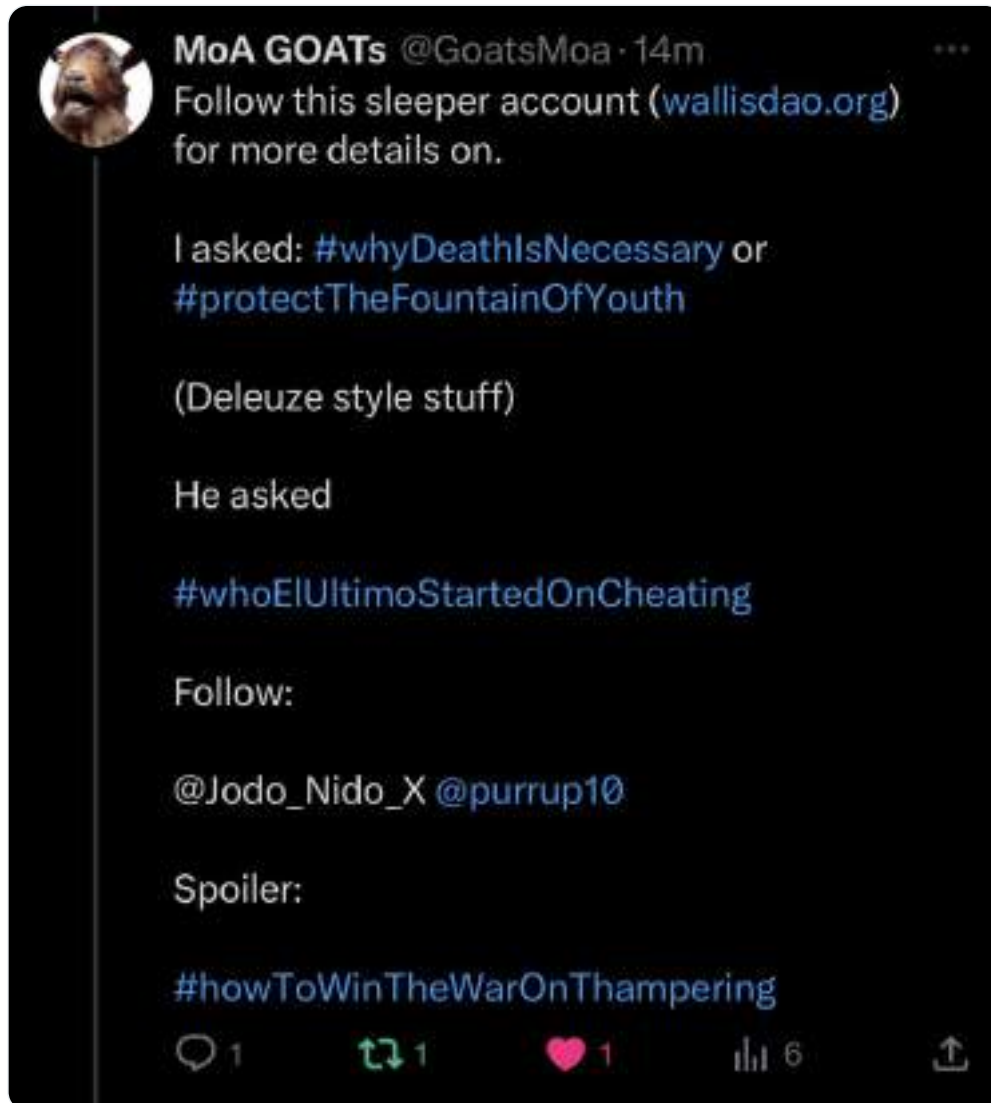 MoA GOATs @GoatsMoa · 14m
Follow this sleeper account (wallisdao.org)
for more details on.
I asked: #whyDeathIsNecessary or
#protectTheFountainOfYouth
(Deleuze style stuff)
He asked
#whoElUltimoStartedOnCheating
Follow:
@Jodo_Nido_X @purrup10
Spoiler:
#howToWinTheWarOnThampering
1 1 1 6